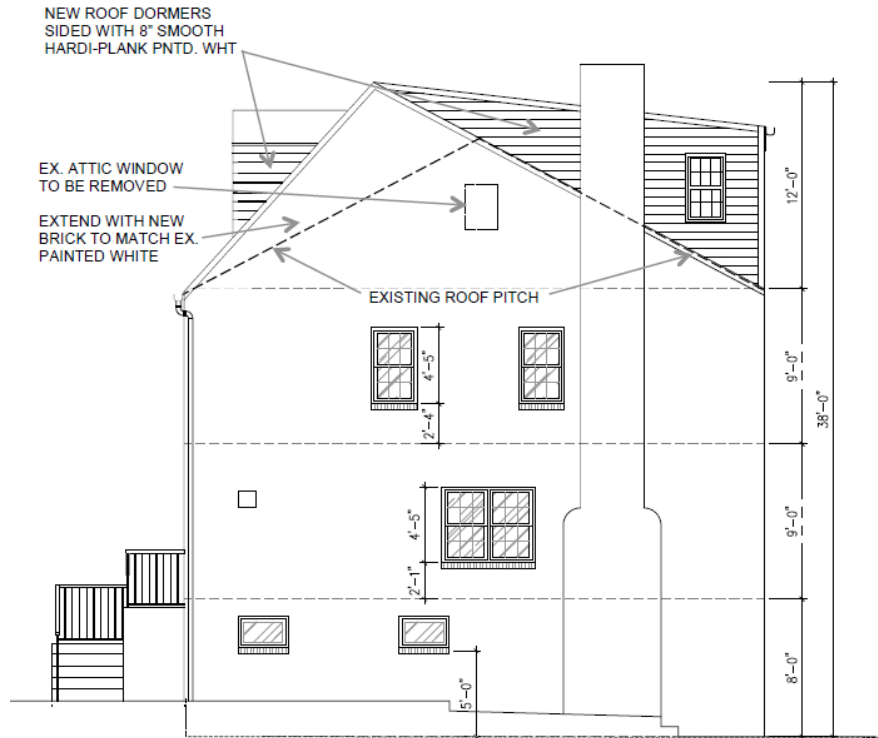 NEW ROOF DORMERS
SIDED WITH 8" SMOOTH
HARDI-PLANK PNTD. WHT
EX. ATTIC WINDOW
TO BE REMOVED
EXTEND WITH NEW
BRICK TO MATCH EX.
PAINTED WHITE
EXISTING ROOF PITCH
12'-0"
9'-0"
38'-0"
9'-0"
8'-0"
4'-5"
2'-4"
4'-5"
2'-1"
5'-0"